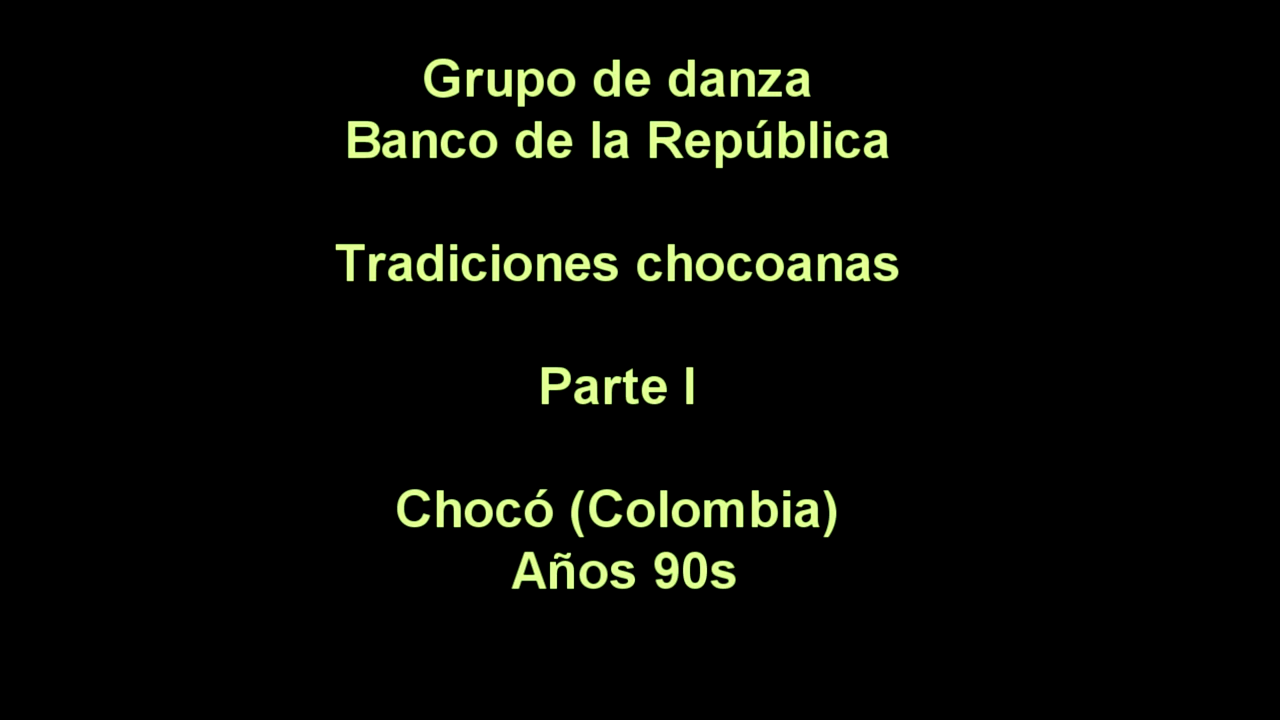 Grupo de danza
Banco de la República
Tradiciones chocoanas
Parte I
Chocó (Colombia)
Años 90s